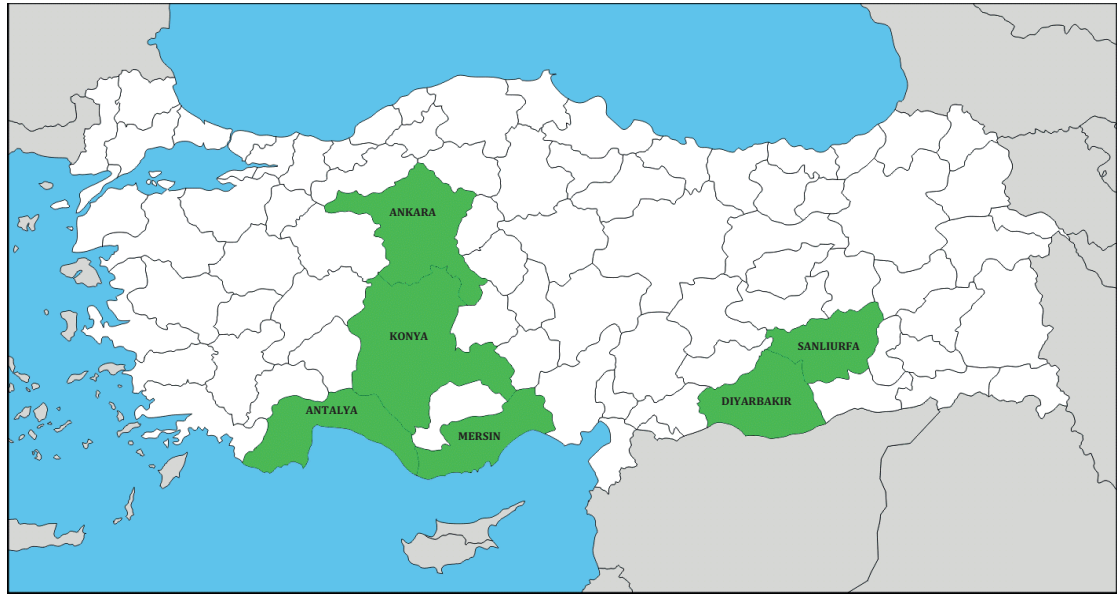 ANKARA
KONYA
SANLIURFA
DIYARBAKIR
ANTALYA
MERSIN